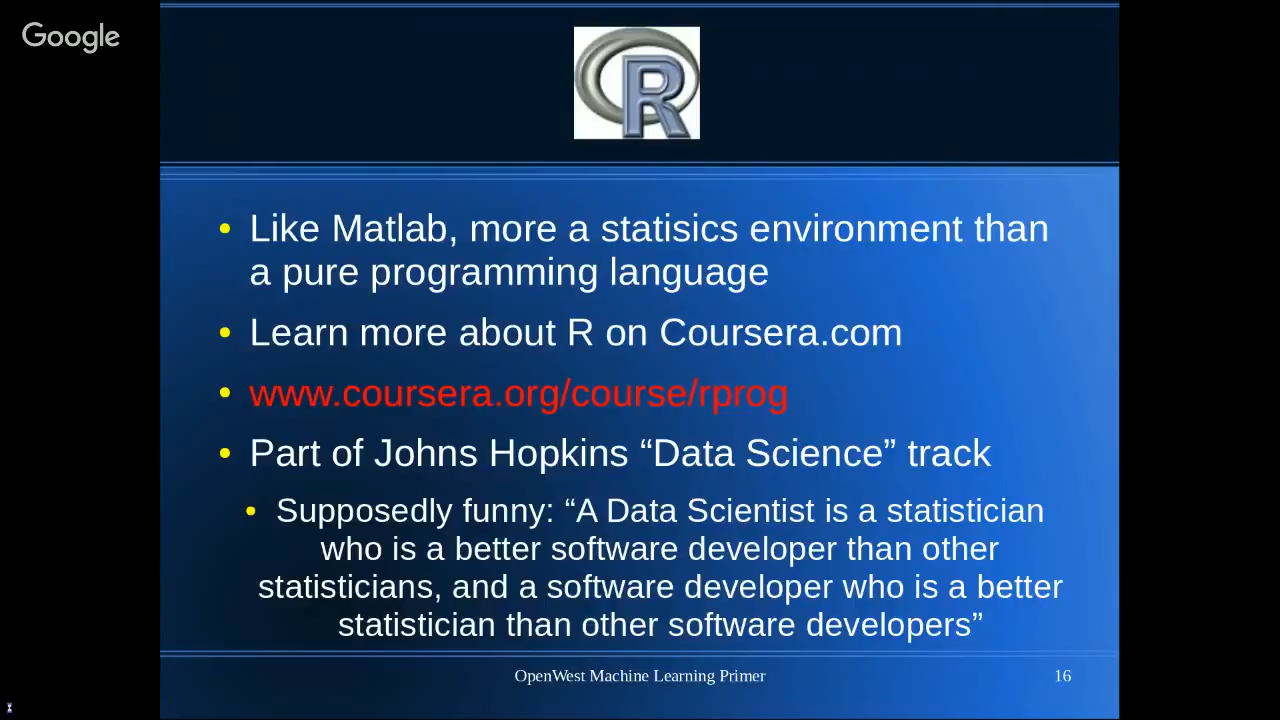 Google
R
• Like Matlab, more a statisics environment than
a pure programming language
• Learn more about R on Coursera.com
• www.coursera.org/course/rprog
• Part of Johns Hopkins “Data Science” track
• Supposedly funny: “A Data Scientist is a statistician
who is a better software developer than other
statisticians, and a software developer who is a better
statistician than other software developers”
OpenWest Machine Learning Primer 16